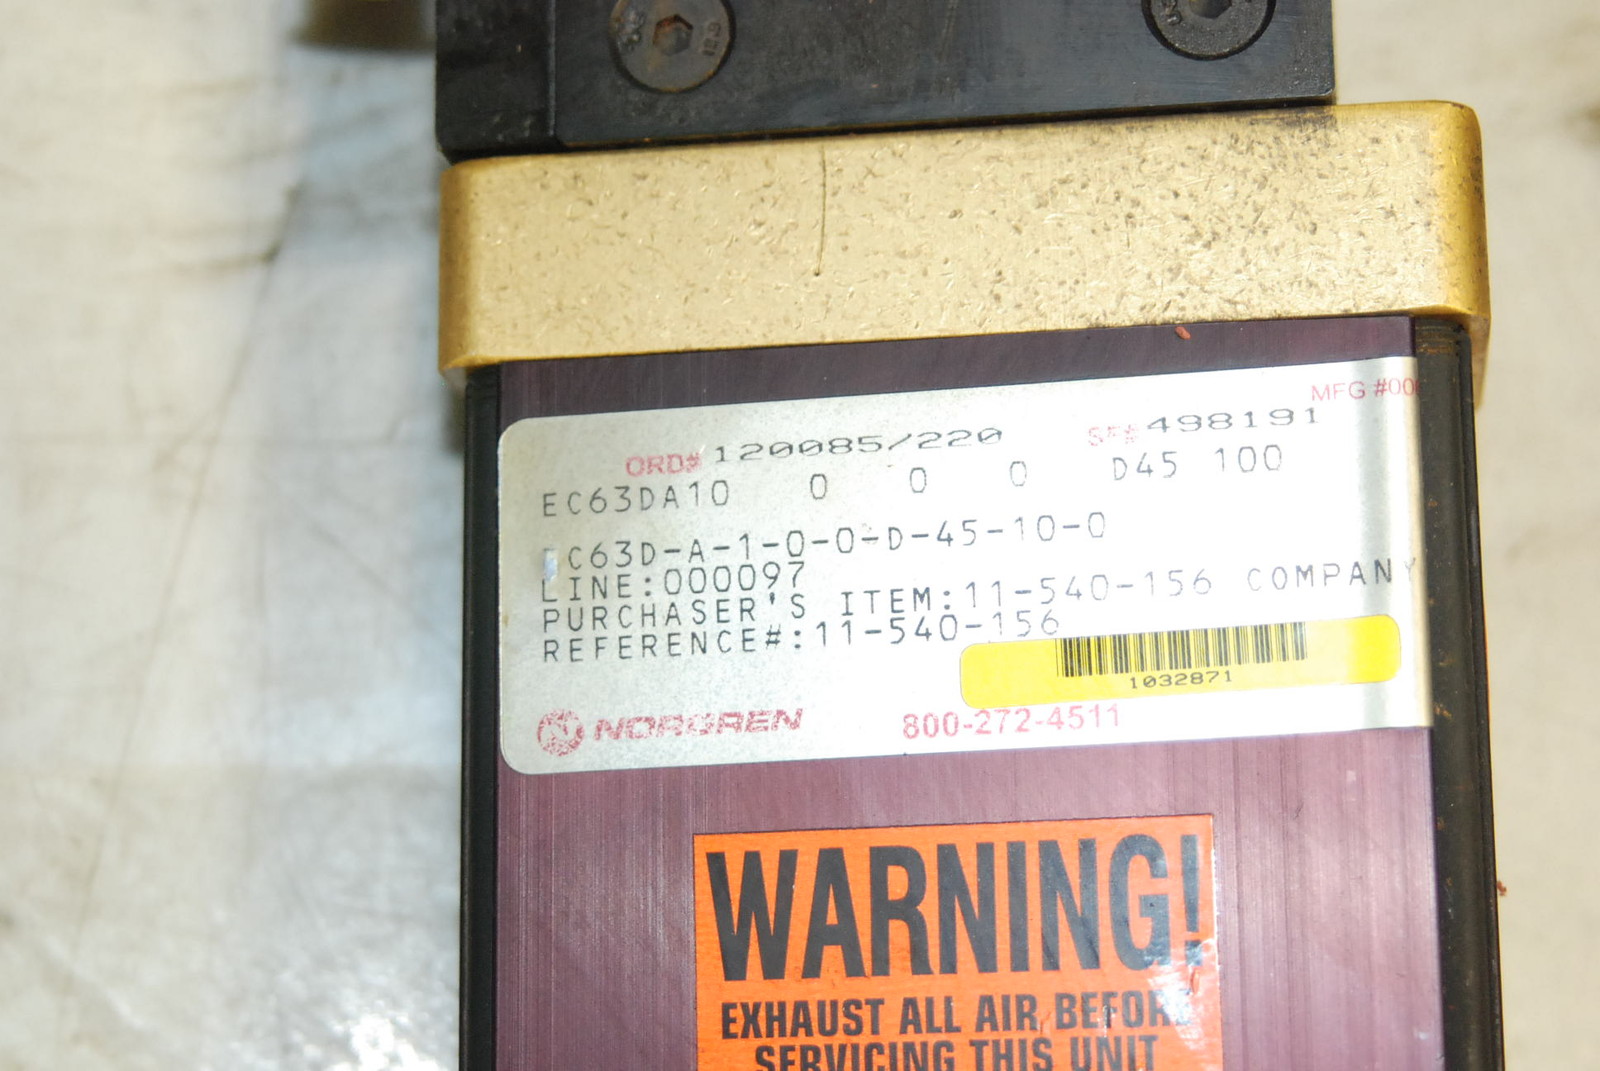 MFG #00
ORD# 120085/220 SF# 498191
EC63DA10 0 0 0 D45 100
C63D-A-1-0-0-D-45-10-0
LINE:000097
PURCHASER'S ITEM:11-540-156 COMPANY
REFERENCE#:11-540-156
1032871
NORGREN 800-272-4511
WARNING!
EXHAUST ALL AIR BEFORE
SERVICING THIS UNIT